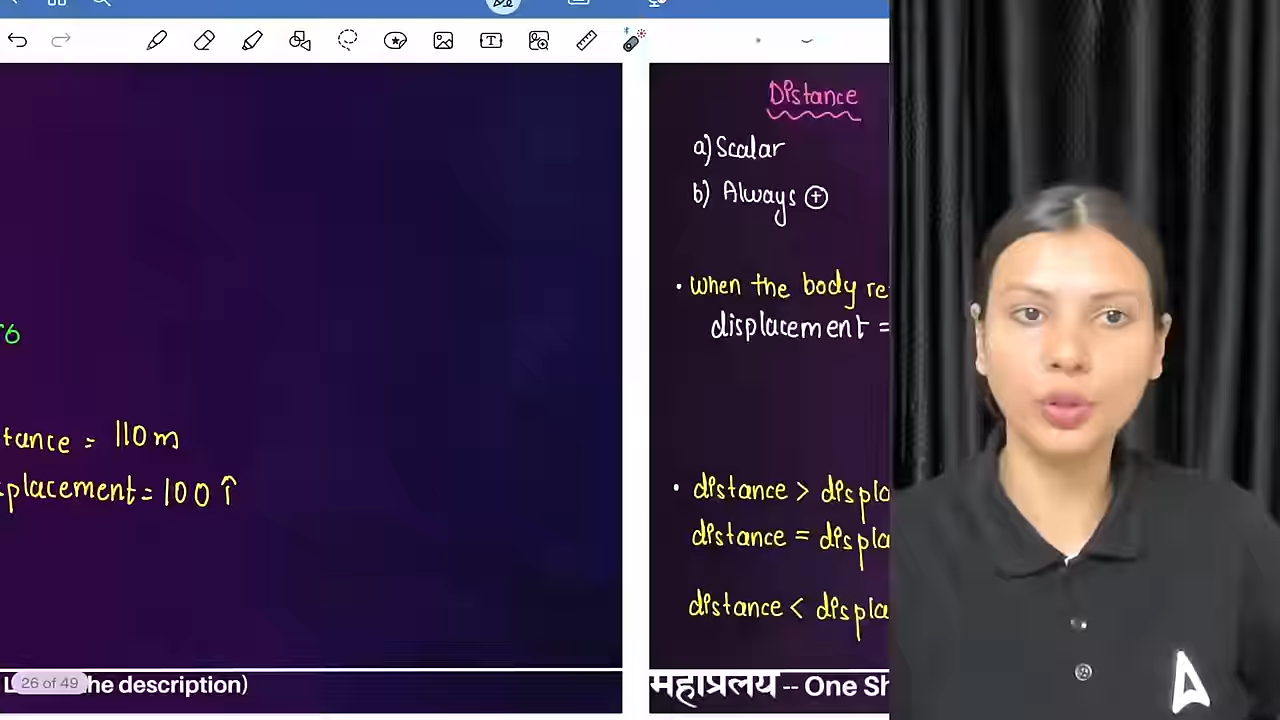 tance = 110 m
placement = 100 î
26 of 49
he description)
Distance
a) Scalar
b) Always ⊕
• when the body re
displacement =
• distance > displa
distance = displa
distance < displa
महाप्रलय -- One Sh